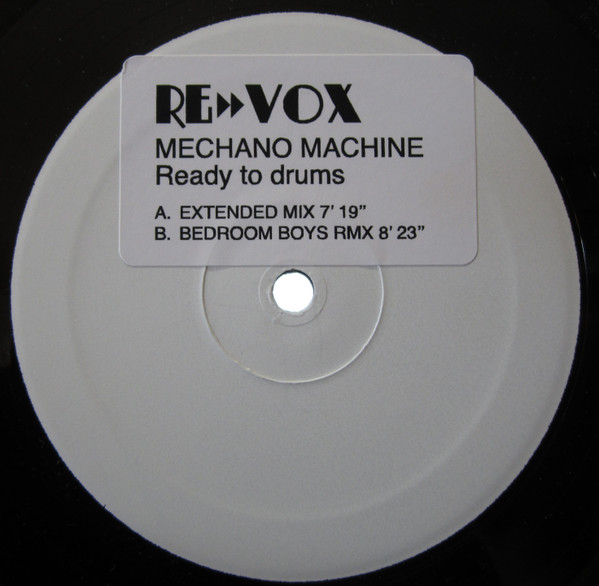 RE▸▸VOX
MECHANO MACHINE
Ready to drums
A. EXTENDED MIX 7' 19"
B. BEDROOM BOYS RMX 8' 23"